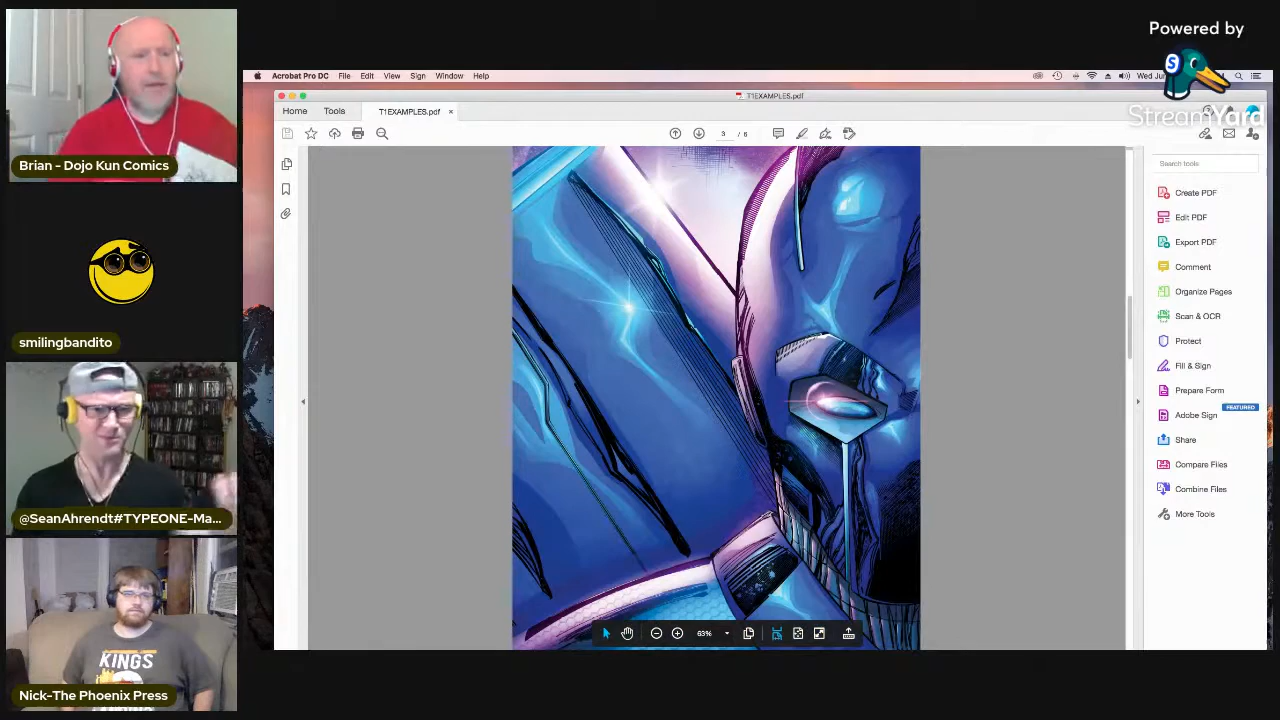 Powered by
S
StreamYard
Acrobat Pro DC File Edit View Sign Window Help
Wed Jun
T1EXAMPLES.pdf
Home Tools T1EXAMPLES.pdf ×
3 / 6
Search tools
Create PDF
Edit PDF
Export PDF
Comment
Organize Pages
Scan & OCR
Protect
Fill & Sign
Prepare Form
FEATURED
Adobe Sign
Share
Compare Files
Combine Files
More Tools
63%
Brian - Dojo Kun Comics
smilingbandito
@SeanAhrendt#TYPEONE-Ma...
KINGS
Nick-The Phoenix Press